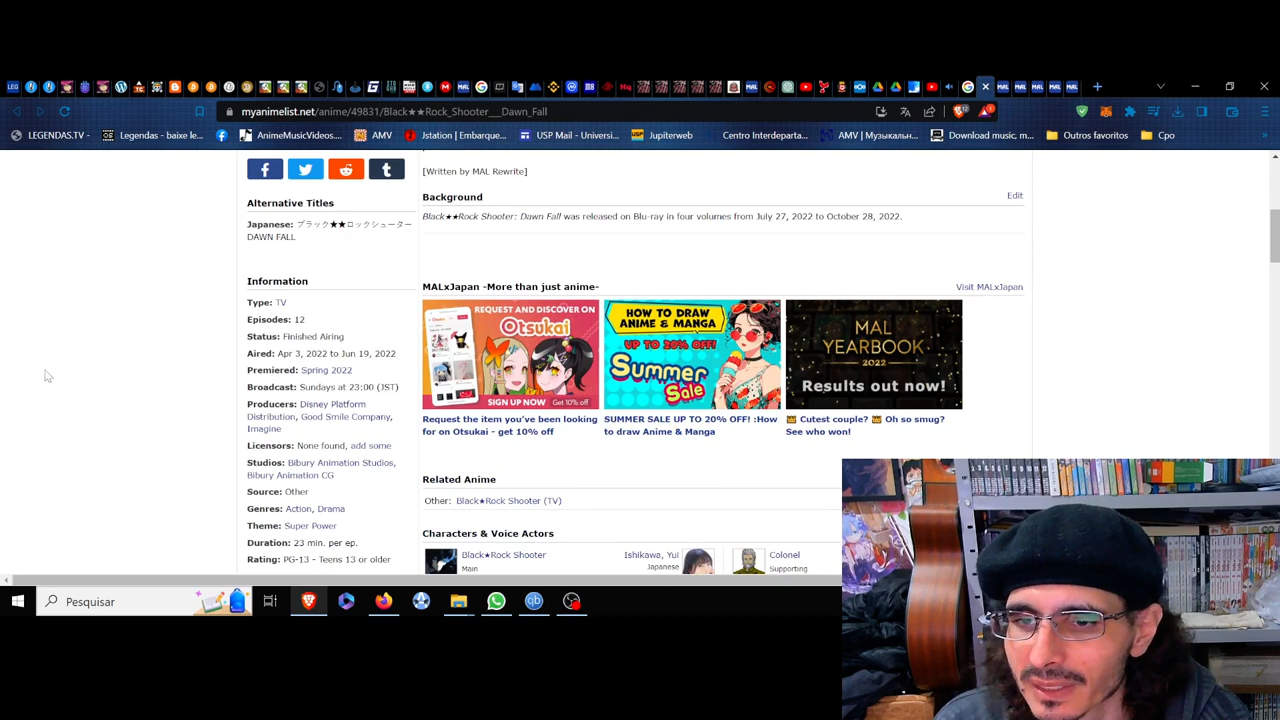 myanimelist.net/anime/49831/Black★★Rock_Shooter__Dawn_Fall
LEGENDAS.TV -
Legendas - baixe le...
AnimeMusicVideos....
AMV
Jstation | Embarque...
USP Mail - Universi...
Jupiterweb
Centro Interdeparta...
AMV | Музыкальн...
Download music, m...
Outros favoritos
Cpo
[Written by MAL Rewrite]
Background
Edit
Black★★Rock Shooter: Dawn Fall was released on Blu-ray in four volumes from July 27, 2022 to October 28, 2022.
Alternative Titles
Japanese: ブラック★★ロックシューター
DAWN FALL
Information
Type: TV
Episodes: 12
Status: Finished Airing
Aired: Apr 3, 2022 to Jun 19, 2022
Premiered: Spring 2022
Broadcast: Sundays at 23:00 (JST)
Producers: Disney Platform
Distribution, Good Smile Company,
Imagine
Licensors: None found, add some
Studios: Bibury Animation Studios,
Bibury Animation CG
Source: Other
Genres: Action, Drama
Theme: Super Power
Duration: 23 min. per ep.
Rating: PG-13 - Teens 13 or older
MALxJapan -More than just anime-
Visit MALxJapan
REQUEST AND DISCOVER ON
Otsukai
SIGN UP NOW
Get 10% off
HOW TO DRAW
ANIME & MANGA
UP TO 20% OFF!
Summer
Sale
MAL
YEARBOOK
2022
Results out now!
Request the item you've been looking
for on Otsukai - get 10% off
SUMMER SALE UP TO 20% OFF! :How
to draw Anime & Manga
Cutest couple? Oh so smug?
See who won!
Related Anime
Other: Black★Rock Shooter (TV)
Characters & Voice Actors
Black★Rock Shooter
Main
Ishikawa, Yui
Japanese
Colonel
Supporting
Pesquisar